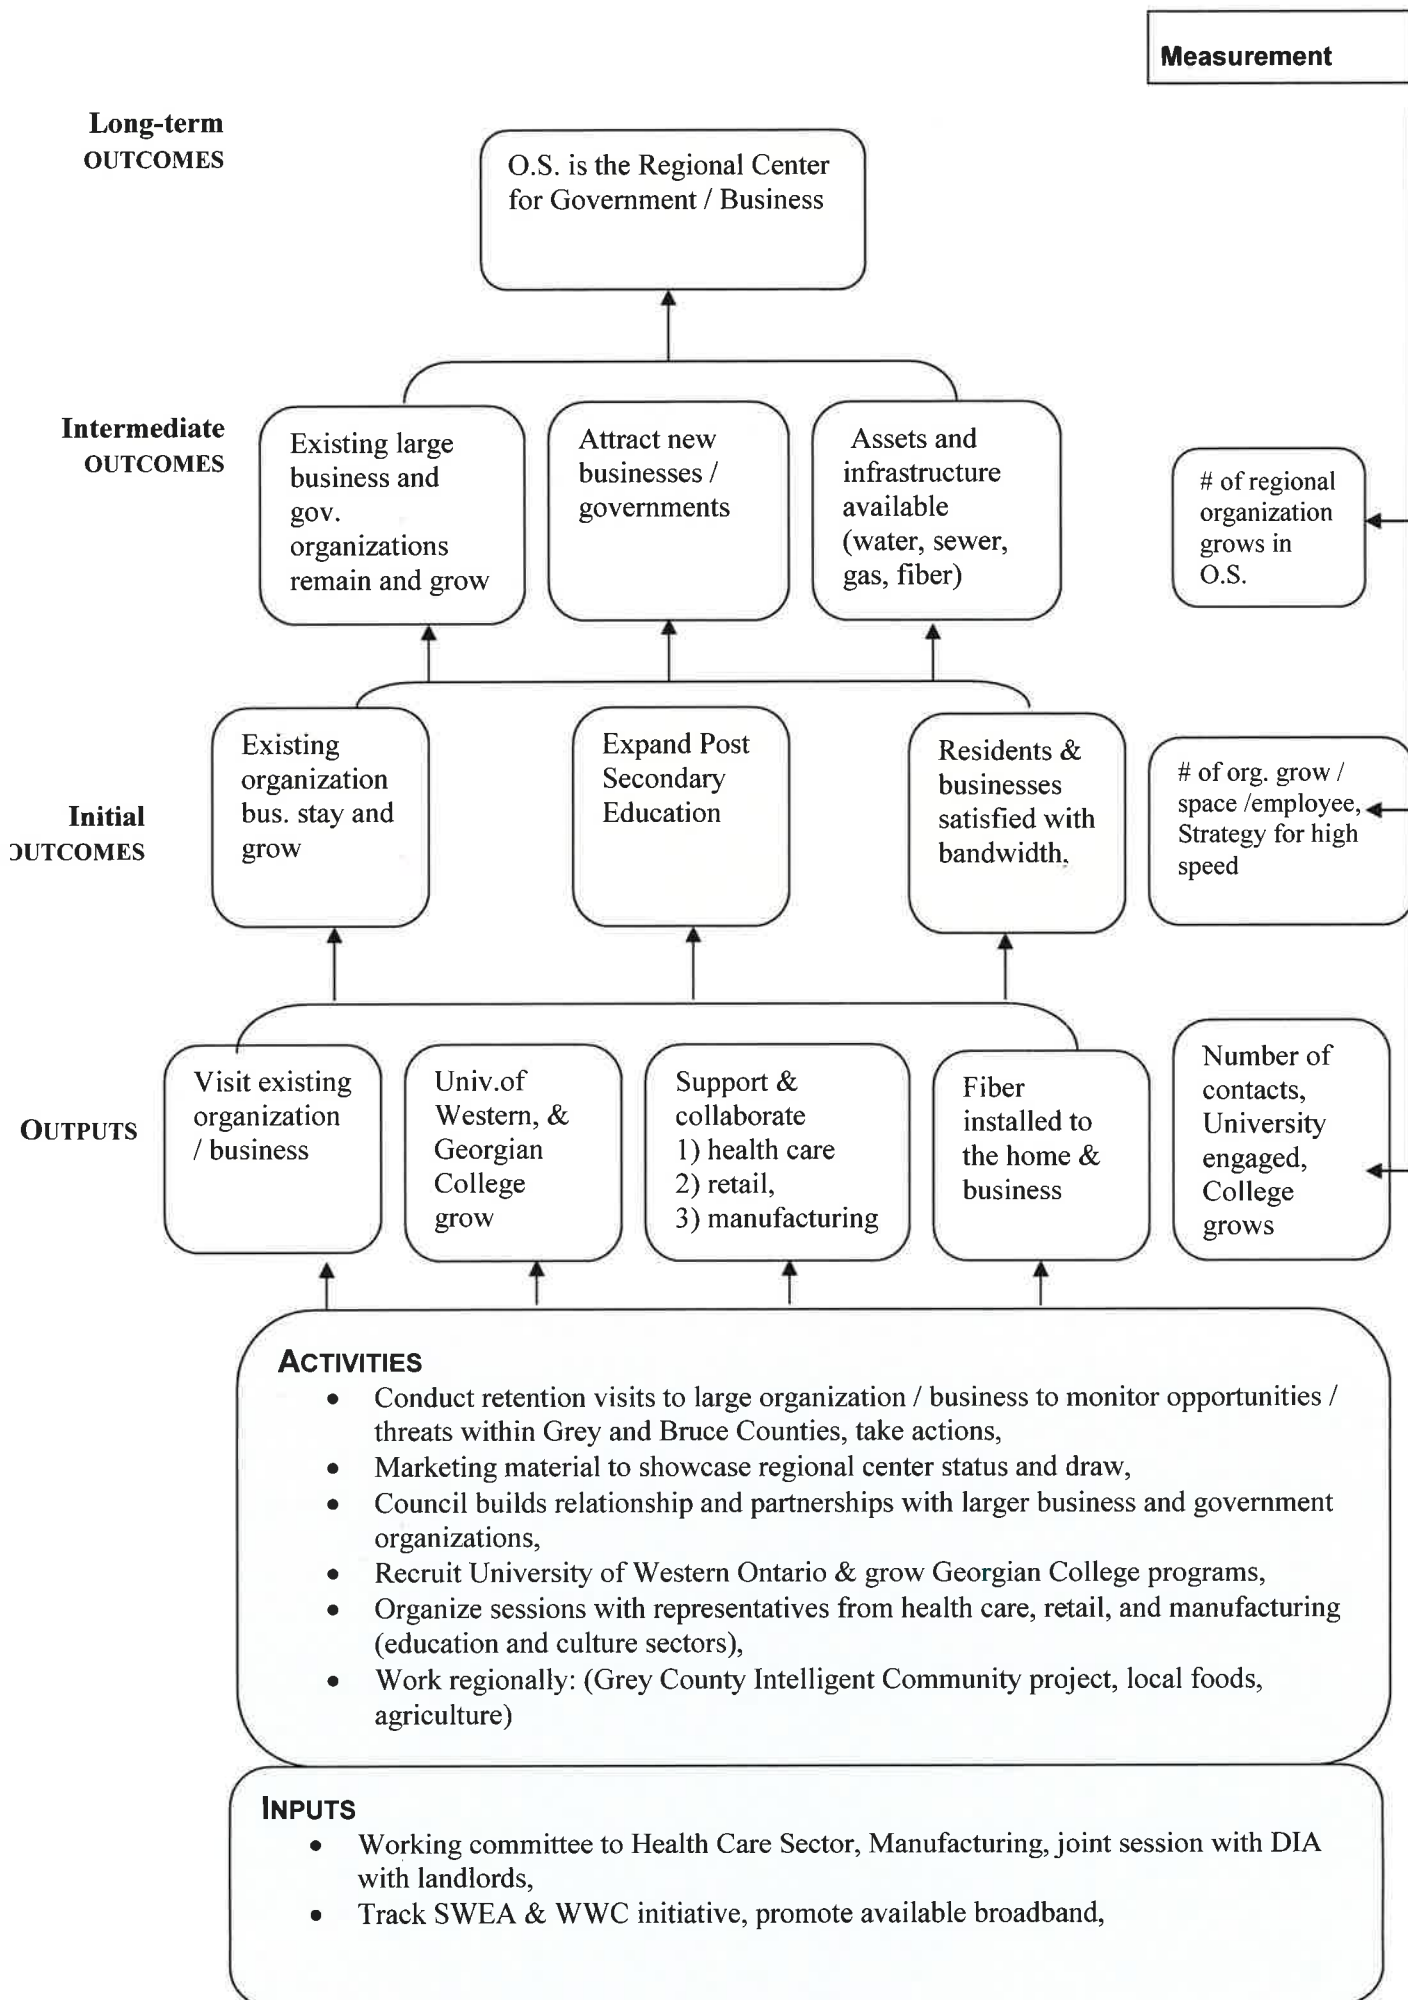 Measurement
Long-term
OUTCOMES
O.S. is the Regional Center
for Government / Business
Intermediate
OUTCOMES
Existing large
business and
gov.
organizations
remain and grow
Attract new
businesses /
governments
Assets and
infrastructure
available
(water, sewer,
gas, fiber)
# of regional
organization
grows in
O.S.
Initial
OUTCOMES
Existing
organization
bus. stay and
grow
Expand Post
Secondary
Education
Residents &
businesses
satisfied with
bandwidth,
# of org. grow /
space /employee,
Strategy for high
speed
OUTPUTS
Visit existing
organization
/ business
Univ.of
Western, &
Georgian
College
grow
Support &
collaborate
1) health care
2) retail,
3) manufacturing
Fiber
installed to
the home &
business
Number of
contacts,
University
engaged,
College
grows
ACTIVITIES
• Conduct retention visits to large organization / business to monitor opportunities /
threats within Grey and Bruce Counties, take actions,
• Marketing material to showcase regional center status and draw,
• Council builds relationship and partnerships with larger business and government
organizations,
• Recruit University of Western Ontario & grow Georgian College programs,
• Organize sessions with representatives from health care, retail, and manufacturing
(education and culture sectors),
• Work regionally: (Grey County Intelligent Community project, local foods,
agriculture)
INPUTS
• Working committee to Health Care Sector, Manufacturing, joint session with DIA
with landlords,
• Track SWEA & WWC initiative, promote available broadband,